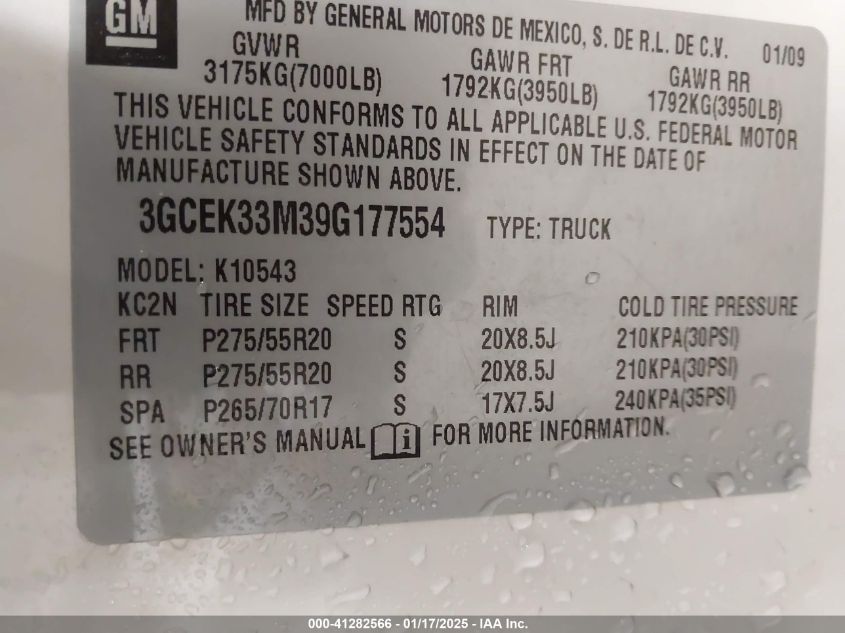 GM
MFD BY GENERAL MOTORS DE MEXICO, S. DE R.L. DE C.V. 01/09
GVWR GAWR FRT GAWR RR
3175KG(7000LB) 1792KG(3950LB) 1792KG(3950LB)
THIS VEHICLE CONFORMS TO ALL APPLICABLE U.S. FEDERAL MOTOR
VEHICLE SAFETY STANDARDS IN EFFECT ON THE DATE OF
MANUFACTURE SHOWN ABOVE.
3GCEK33M39G177554 TYPE: TRUCK
MODEL: K10543
KC2N TIRE SIZE SPEED RTG RIM COLD TIRE PRESSURE
FRT P275/55R20 S 20X8.5J 210KPA(30PSI)
RR P275/55R20 S 20X8.5J 210KPA(30PSI)
SPA P265/70R17 S 17X7.5J 240KPA(35PSI)
SEE OWNER'S MANUAL i FOR MORE INFORMATION.
000-41282566 - 01/17/2025 - IAA Inc.